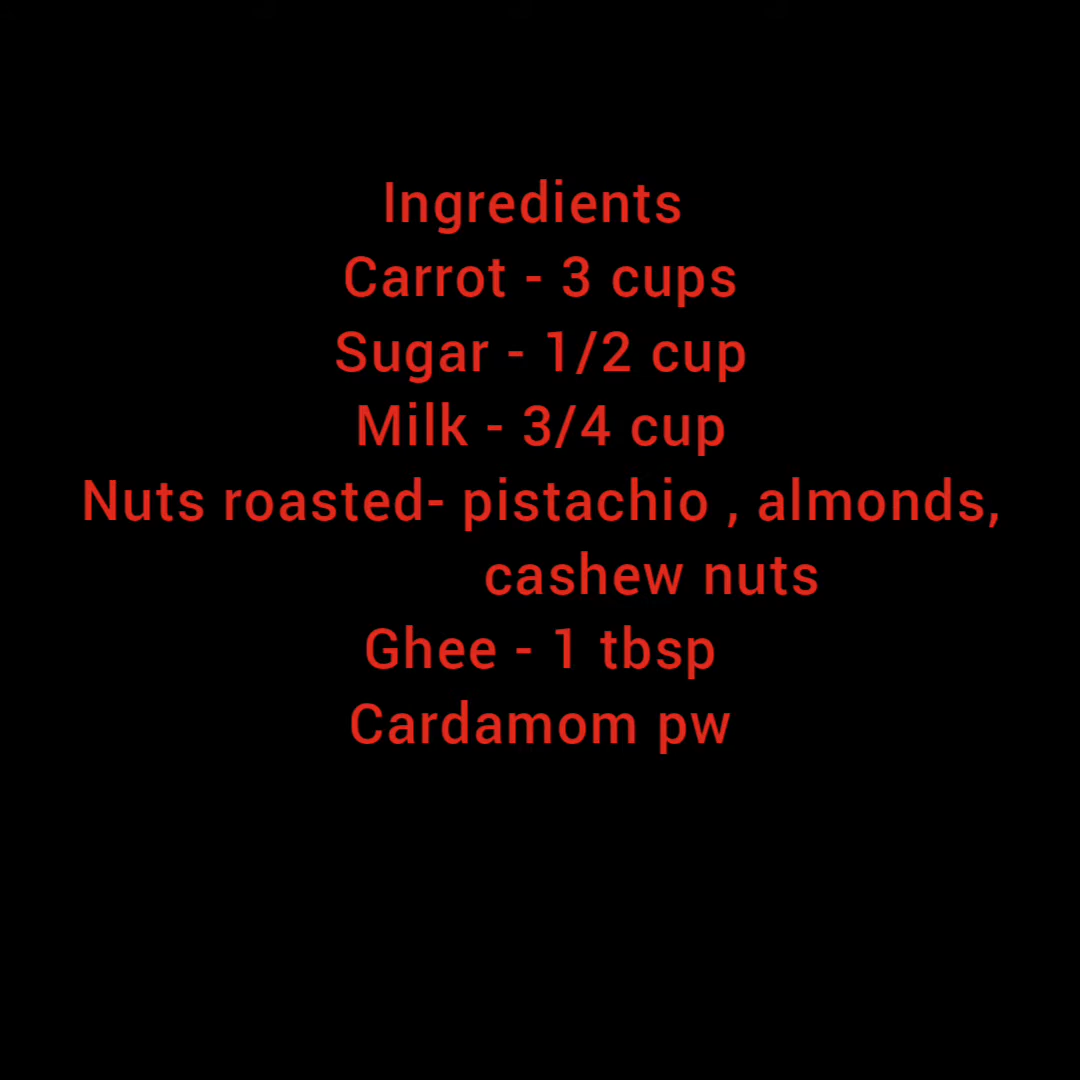 Ingredients
Carrot - 3 cups
Sugar - 1/2 cup
Milk - 3/4 cup
Nuts roasted- pistachio , almonds,
cashew nuts
Ghee - 1 tbsp
Cardamom pw